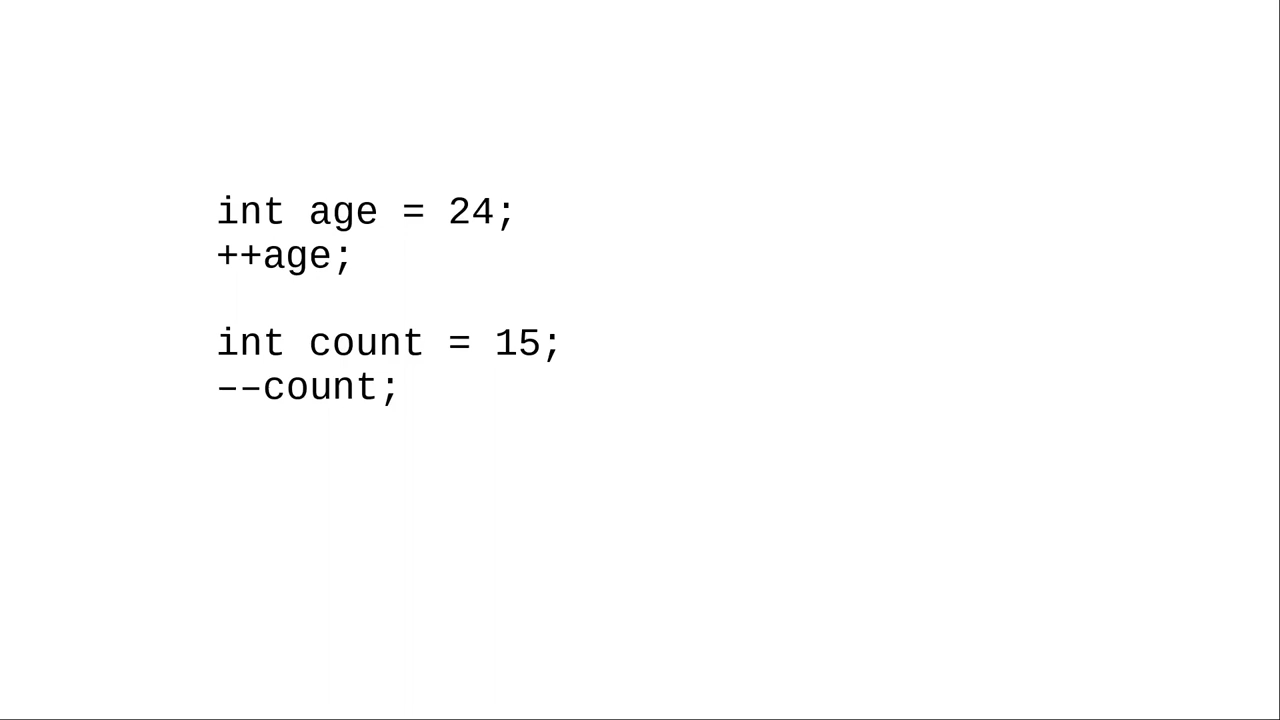 int age = 24;
++age;
int count = 15;
––count;